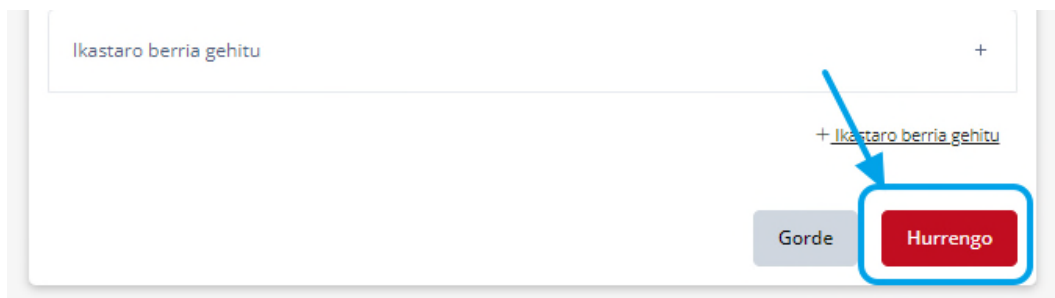 Ikastaro berria gehitu +
+ Ikastaro berria gehitu
Gorde Hurrengo